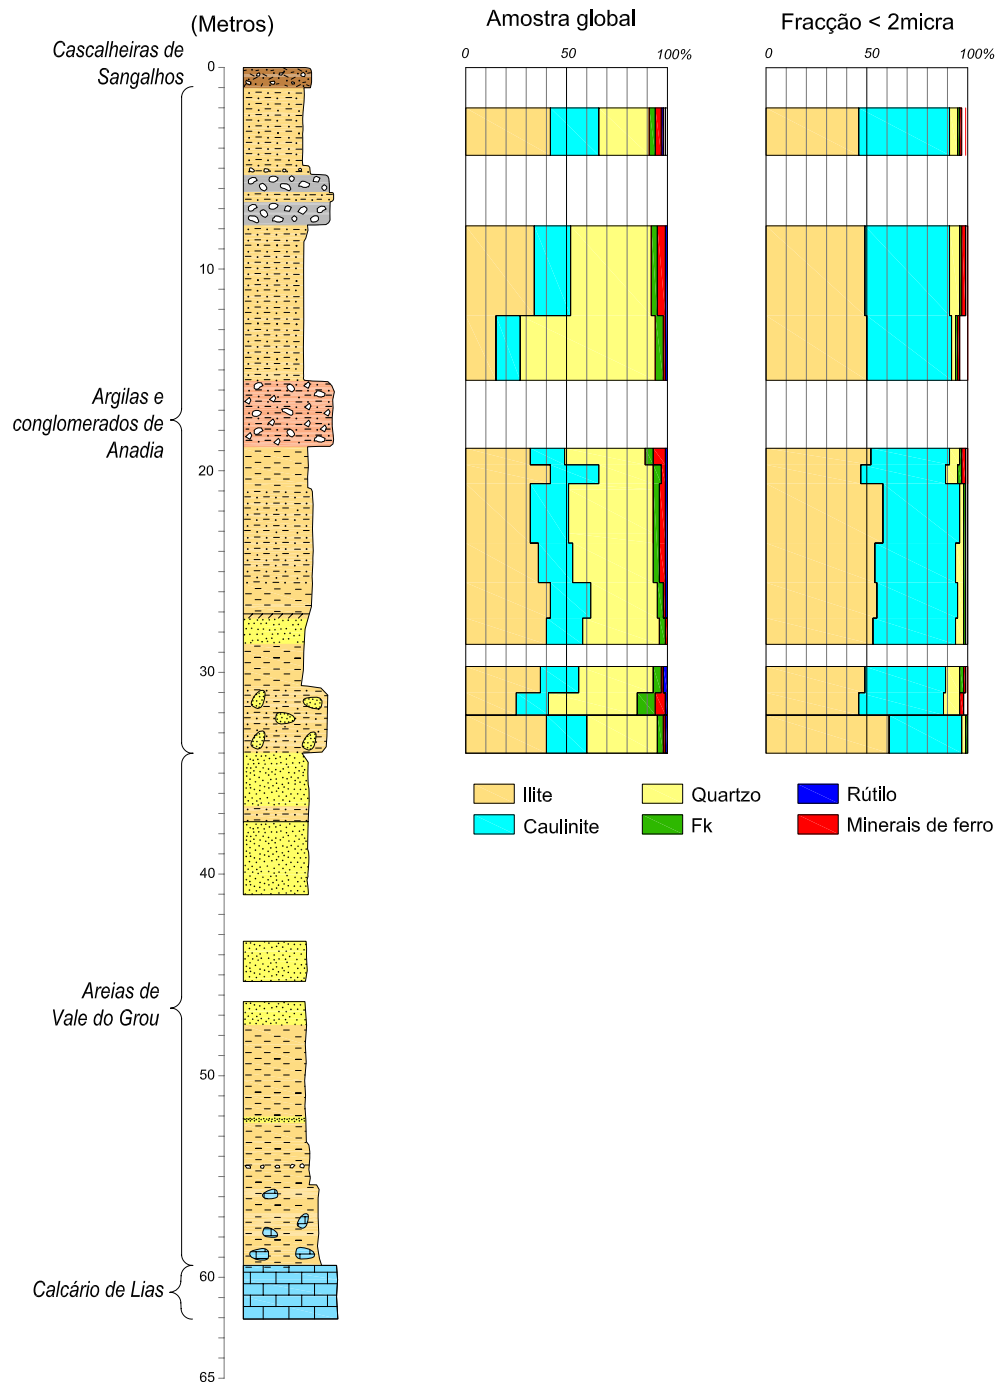 (Metros)
Amostra global
Fracção < 2micra
Cascalheiras de
Sangalhos
0
50
100%
0
50
100%
0
10
Argilas e
conglomerados de
Anadia
20
30
Ilite
Quartzo
Rútilo
Caulinite
Fk
Minerais de ferro
40
Areias de
Vale do Grou
50
60
Calcário de Lias
65